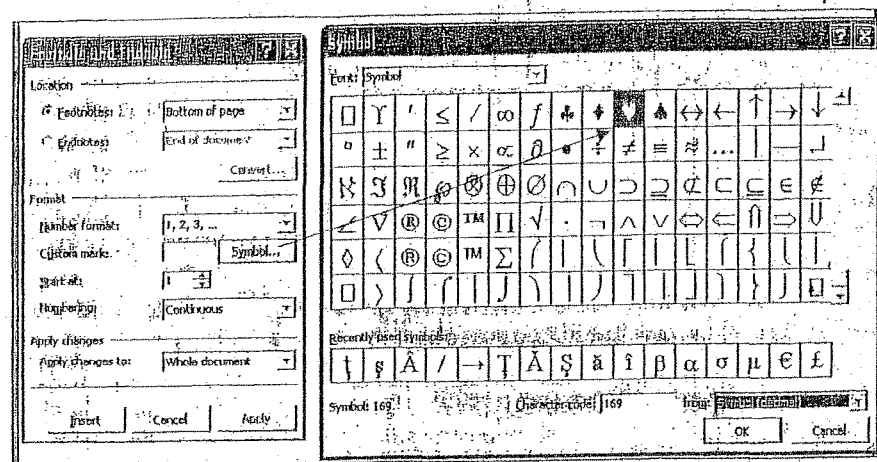 Location
Footnotes:
Bottom of page
Endnotes:
End of document
Convert...
Format
Number format:
1, 2, 3, ...
Custom mark:
Symbol...
Start at:
1
Numbering:
Continuous
Apply changes
Apply changes to:
Whole document
Insert
Cancel
Apply
Symbol
Font:
Symbol
ϒ ′ ≤ / ∞ ƒ ♣ ♦ ♥ ♠ ↔ ← ↑ → ↓
° ± ″ ≥ × ∝ ∂ • ÷ ≠ ≡ ≈ …
ℵ ℑ ℜ ℘ ⊗ ⊕ ∅ ∩ ∪ ⊃ ⊇ ⊄ ⊂ ⊆ ∈ ∉
∠ ∇ ® © ™ ∏ √ ⋅ ¬ ∧ ∨ ⇔ ⇐ ⇑ ⇒ ⇓
◊ 〈 ® © ™ ∑
Recently used symbols:
ţ ş Â / → Ţ Ă Ş ă î β α σ μ € £
Symbol: 169
Character code:
169
from:
OK
Cancel